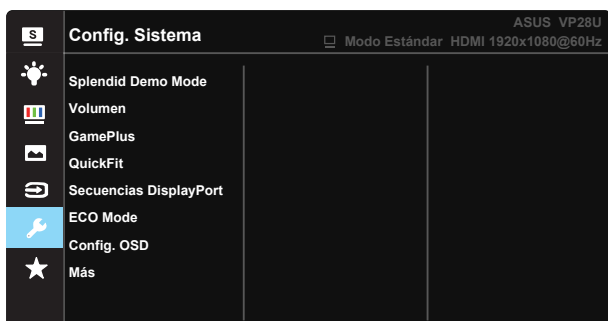 S
Config. Sistema
ASUS VP28U
Modo Estándar HDMI 1920x1080@60Hz
Splendid Demo Mode
Volumen
GamePlus
QuickFit
Secuencias DisplayPort
ECO Mode
Config. OSD
Más